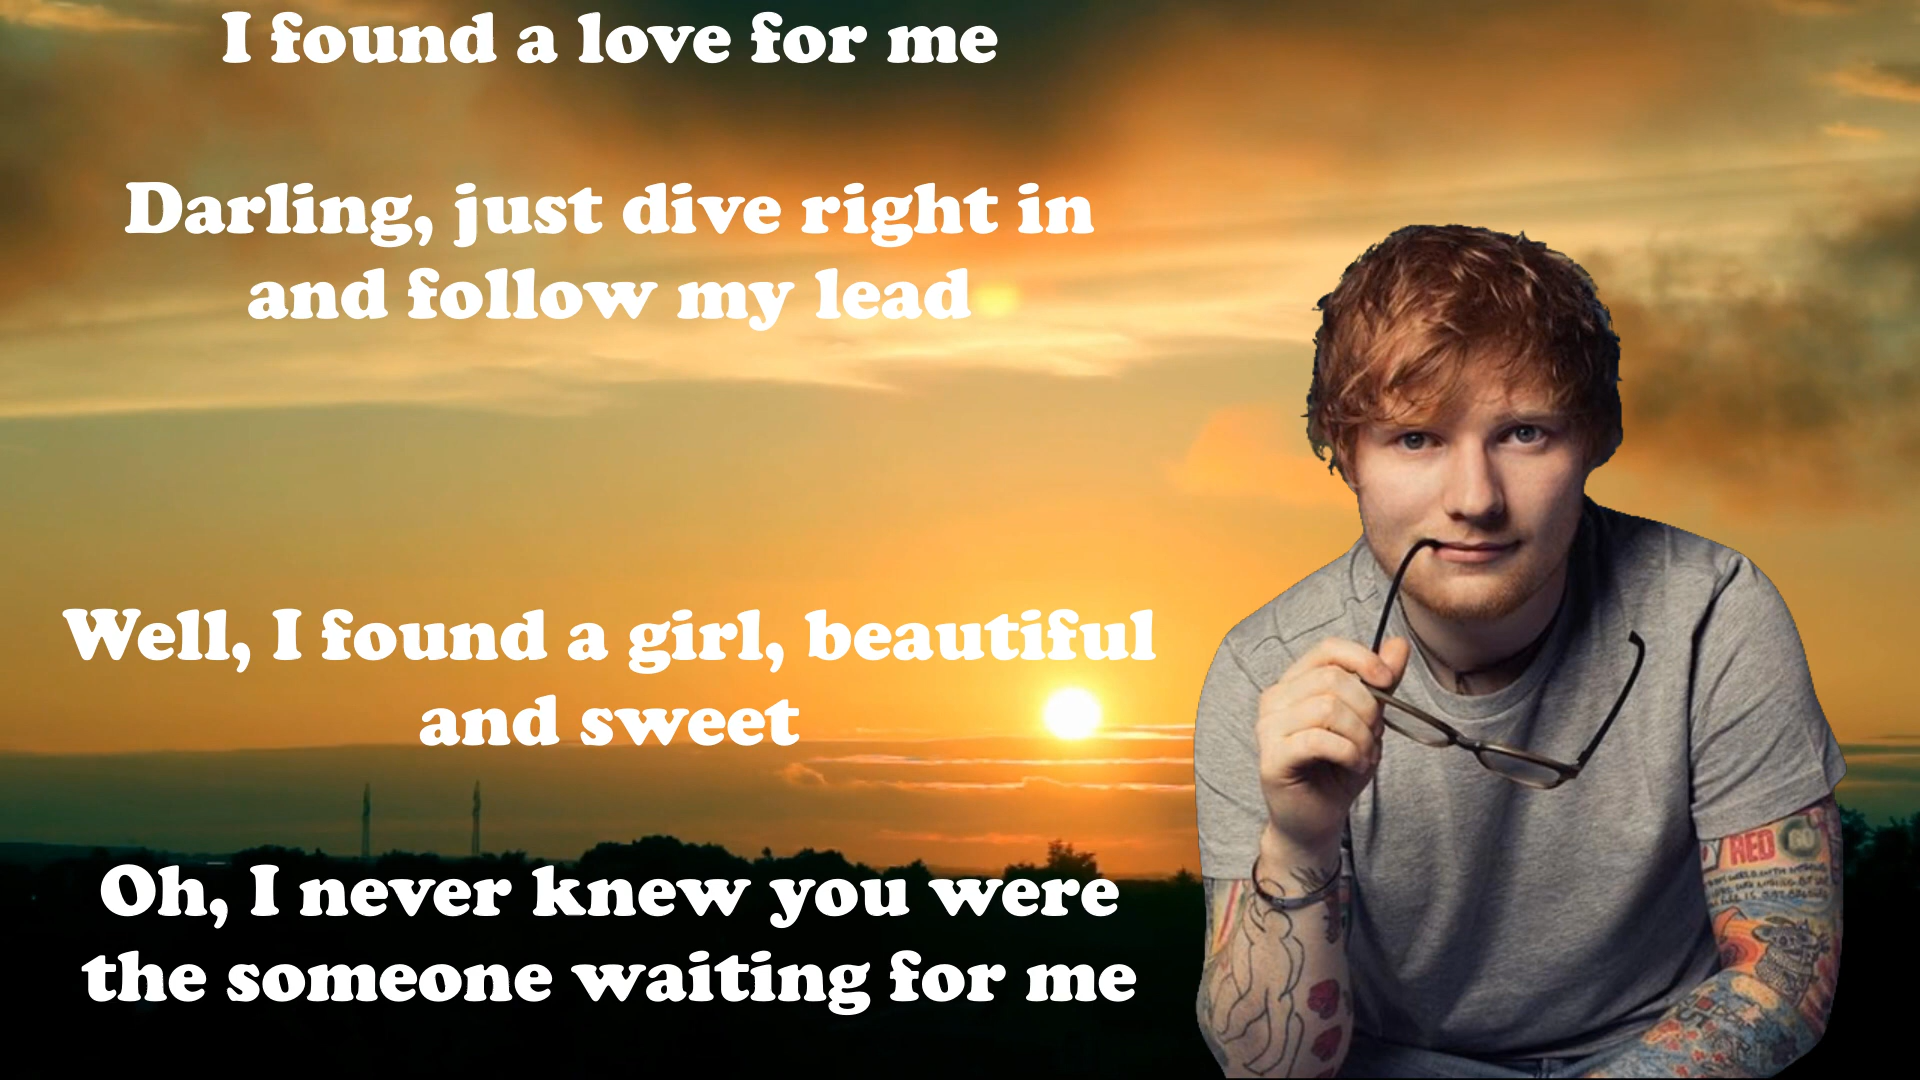 I found a love for me
Darling, just dive right in
and follow my lead
Well, I found a girl, beautiful
and sweet
Oh, I never knew you were
the someone waiting for me
RED